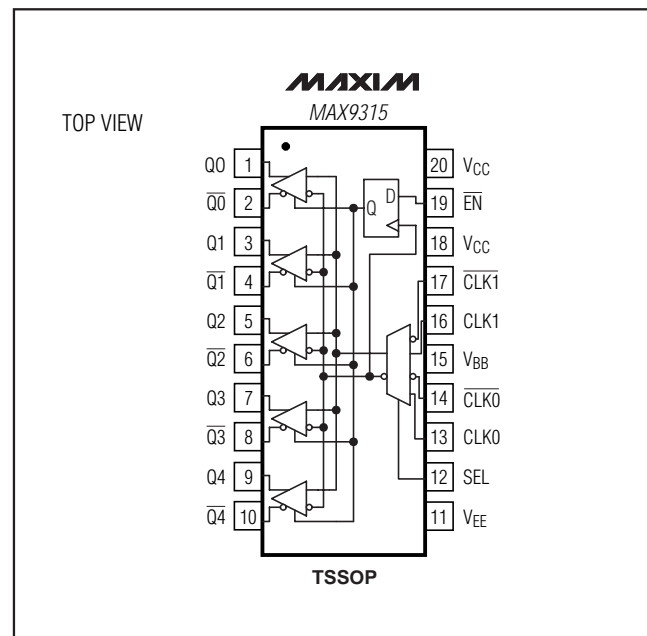 MAXIM
MAX9315
TOP VIEW
Q0 1
Q̅0̅ 2
Q1 3
Q̅1̅ 4
Q2 5
Q̅2̅ 6
Q3 7
Q̅3̅ 8
Q4 9
Q̅4̅ 10
D
Q
20 VCC
19 E̅N̅
18 VCC
17 C̅L̅K̅1̅
16 CLK1
15 VBB
14 C̅L̅K̅0̅
13 CLK0
12 SEL
11 VEE
TSSOP